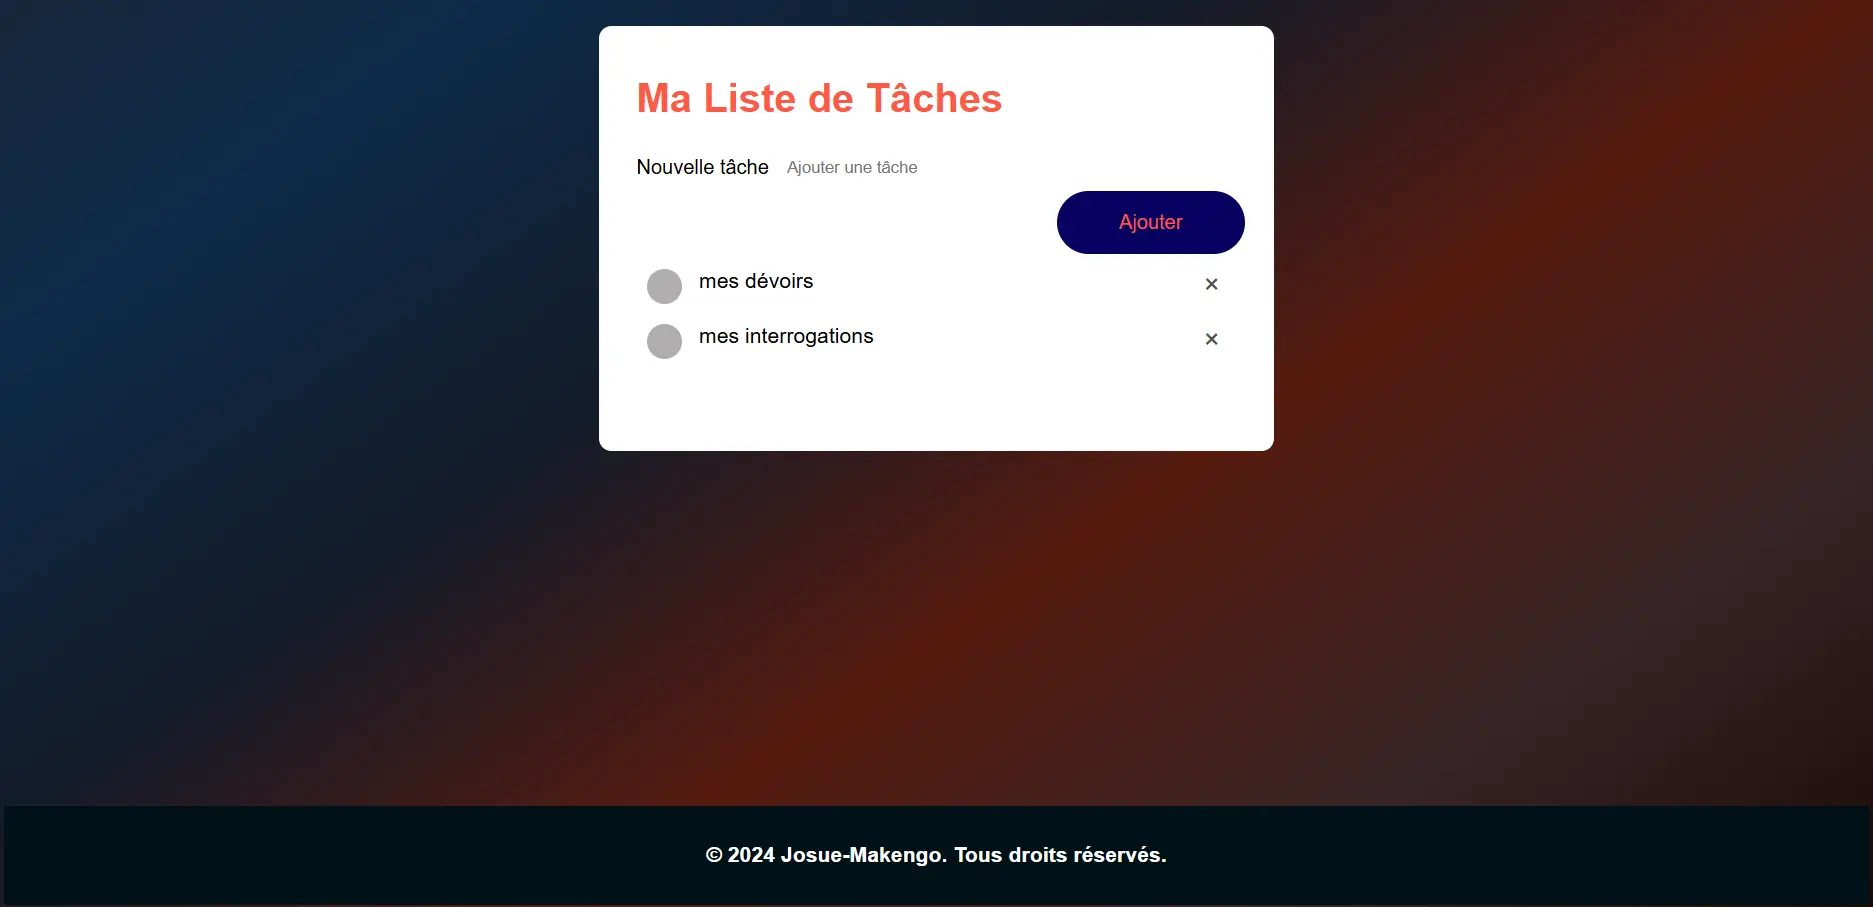 Ma Liste de Tâches
Nouvelle tâche Ajouter une tâche
Ajouter
mes dévoirs ×
mes interrogations ×
© 2024 Josue-Makengo. Tous droits réservés.